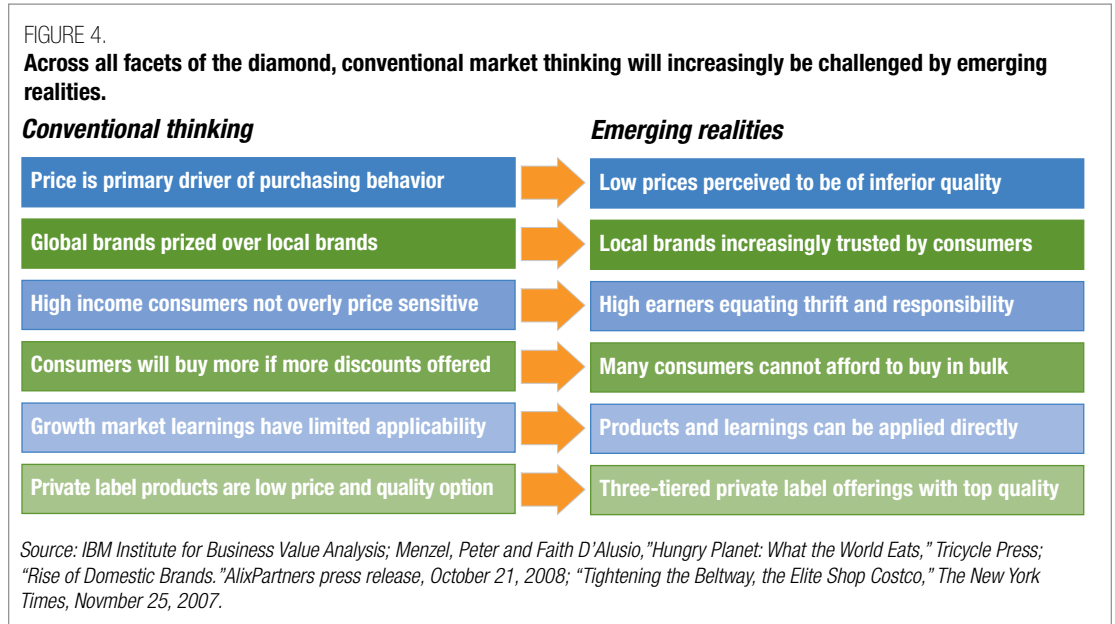 FIGURE 4.
Across all facets of the diamond, conventional market thinking will increasingly be challenged by emerging
realities.
Conventional thinking
Emerging realities
Price is primary driver of purchasing behavior
Low prices perceived to be of inferior quality
Global brands prized over local brands
Local brands increasingly trusted by consumers
High income consumers not overly price sensitive
High earners equating thrift and responsibility
Consumers will buy more if more discounts offered
Many consumers cannot afford to buy in bulk
Growth market learnings have limited applicability
Products and learnings can be applied directly
Private label products are low price and quality option
Three-tiered private label offerings with top quality
Source: IBM Institute for Business Value Analysis; Menzel, Peter and Faith D'Alusio,"Hungry Planet: What the World Eats," Tricycle Press;
"Rise of Domestic Brands."AlixPartners press release, October 21, 2008; "Tightening the Beltway, the Elite Shop Costco," The New York
Times, Novmber 25, 2007.